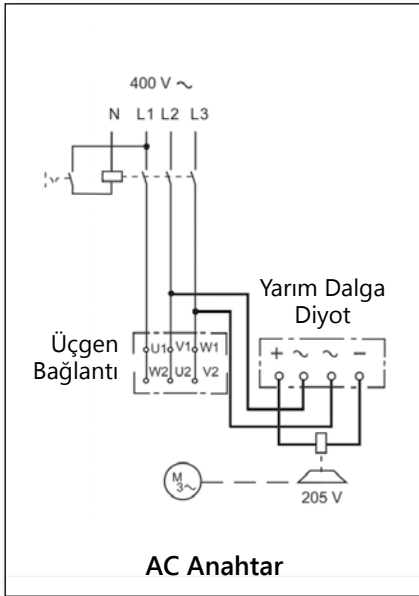 400 V ~
N L1 L2 L3
Yarım Dalga
Diyot
Üçgen
Bağlantı
U1 V1 W1
W2 U2 V2
+ ~ ~ −
M
3~
205 V
AC Anahtar